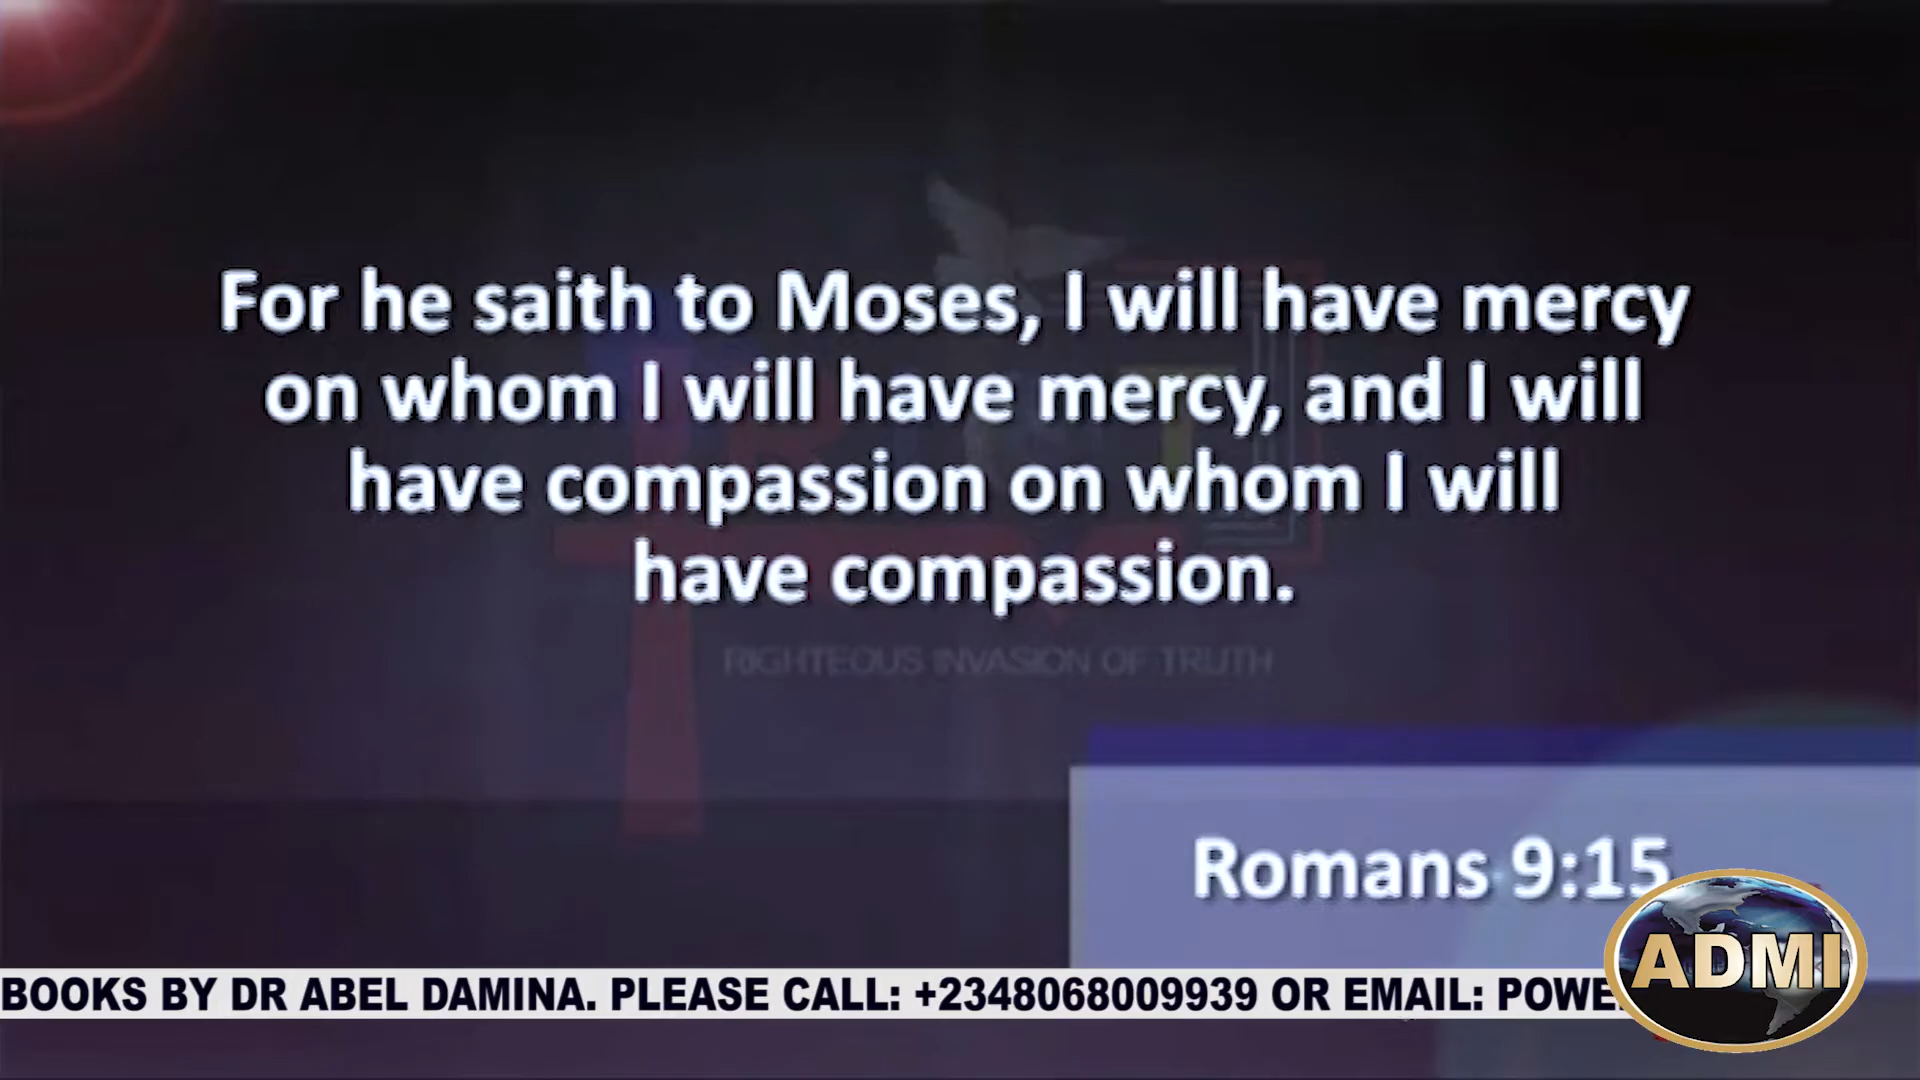 For he saith to Moses, I will have mercy
on whom I will have mercy, and I will
have compassion on whom I will
have compassion.
RIGHTEOUS INVASION OF TRUTH
Romans 9:15
ADMI
BOOKS BY DR ABEL DAMINA. PLEASE CALL: +2348068009939 OR EMAIL: